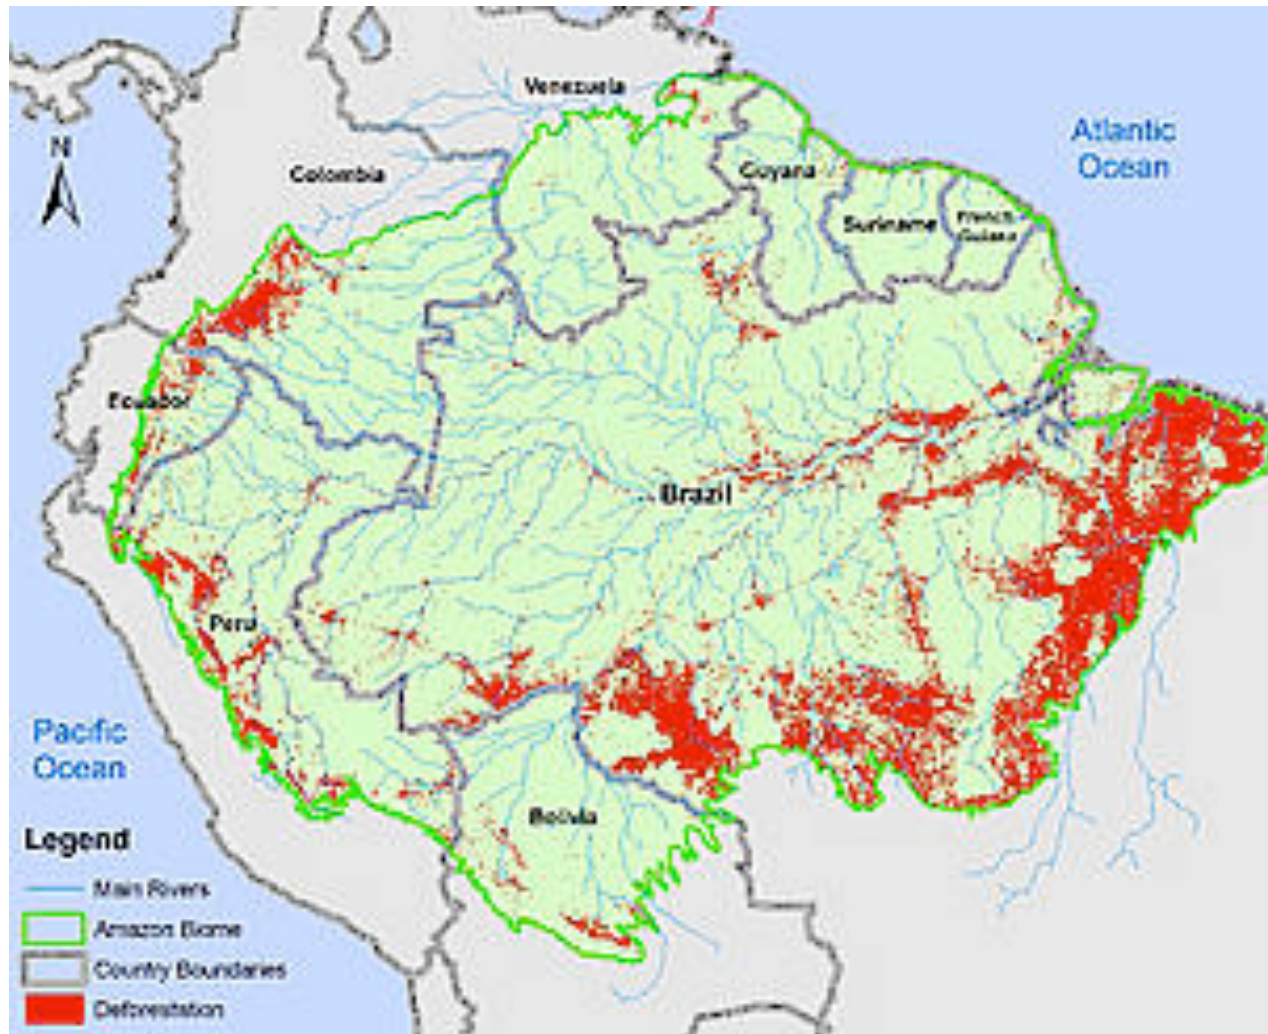 Venezuela
Atlantic
Ocean
N
Colombia
Guyana
Suriname
French
Guiana
Ecuador
Brazil
Peru
Pacific
Ocean
Bolivia
Legend
Main Rivers
Amazon Biome
Country Boundaries
Deforestation